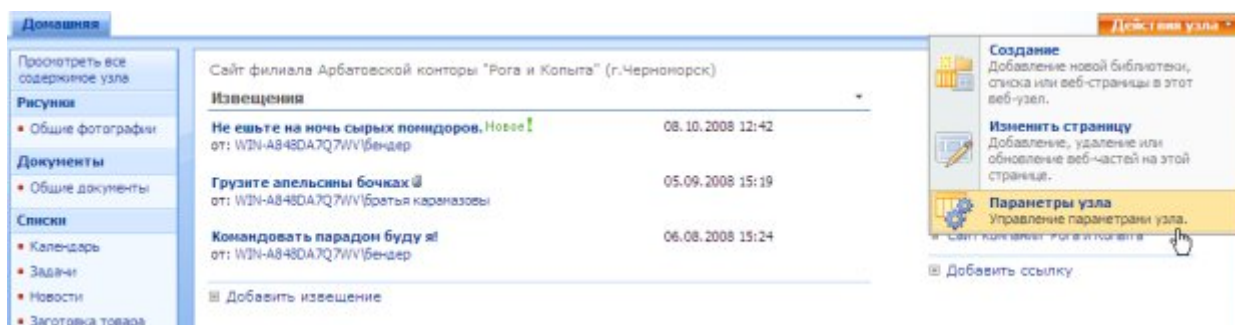 Домашняя
Действия узла
Просмотреть все
содержимое узла
Рисунки
Общие фотографии
Документы
Общие документы
Списки
Календарь
Задачи
Новости
Заготовка товара
Сайт филиала Арбатовской конторы "Рога и Копыта" (г.Черноморск)
Извещения
Не ешьте на ночь сырых помидоров. Новое! 08.10.2008 12:42
от: WIN-A848DA7Q7WV\бендер
Грузите апельсины бочках 05.09.2008 15:19
от: WIN-A848DA7Q7WV\братья карамазовы
Командовать парадом буду я! 06.08.2008 15:24
от: WIN-A848DA7Q7WV\бендер
Добавить извещение
Создание
Добавление новой библиотеки,
списка или веб-страницы в этот
веб-узел.
Изменить страницу
Добавление, удаление или
обновление веб-частей на этой
странице.
Параметры узла
Управление параметрами узла.
Сайт компании Рога и Копыта
Добавить ссылку